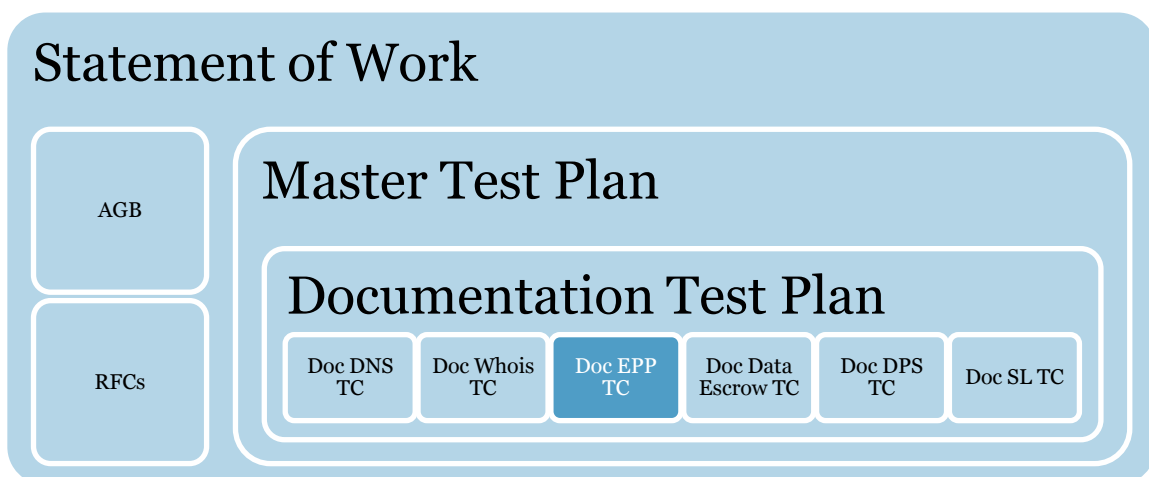 Statement of Work
AGB
RFCs
Master Test Plan
Documentation Test Plan
Doc DNS
TC
Doc Whois
TC
Doc EPP
TC
Doc Data
Escrow TC
Doc DPS
TC
Doc SL TC